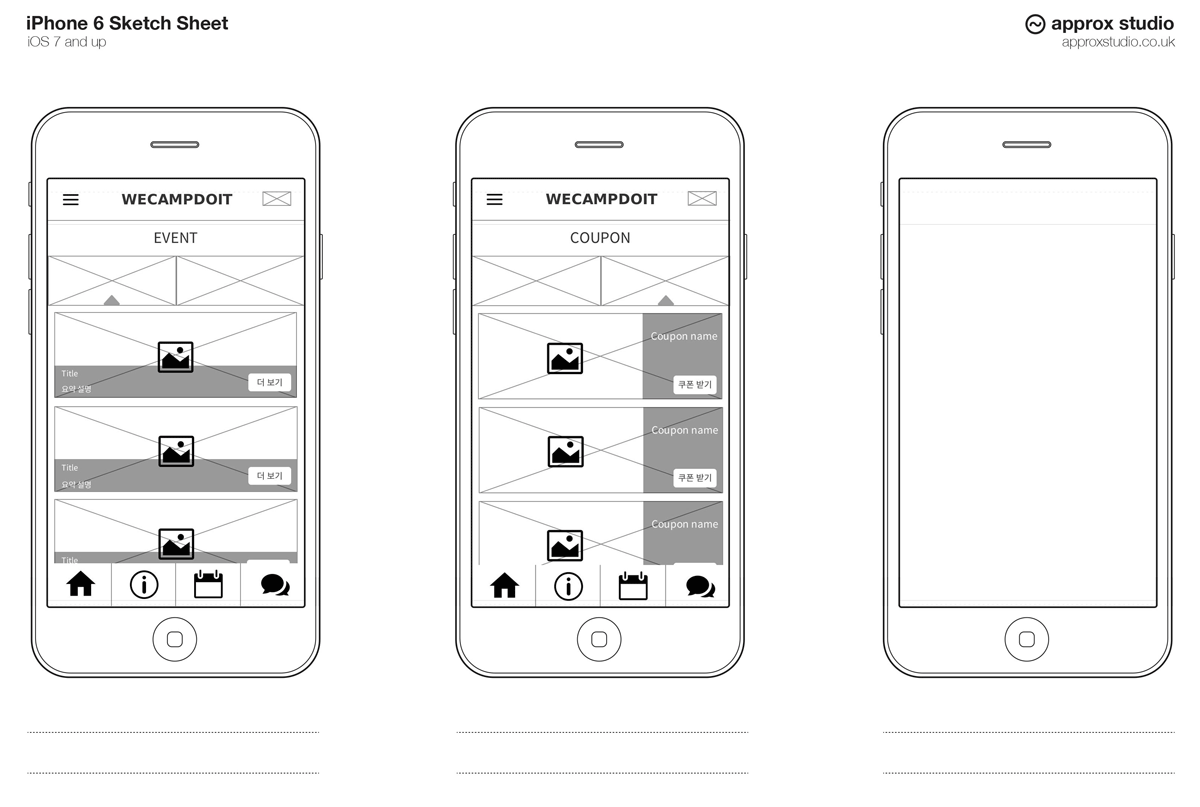 iPhone 6 Sketch Sheet
iOS 7 and up
approx studio
approxstudio.co.uk
WECAMPDOIT
EVENT
Title
요약 설명
더 보기
Title
요약 설명
더 보기
Title
WECAMPDOIT
COUPON
Coupon name
쿠폰 받기
Coupon name
쿠폰 받기
Coupon name